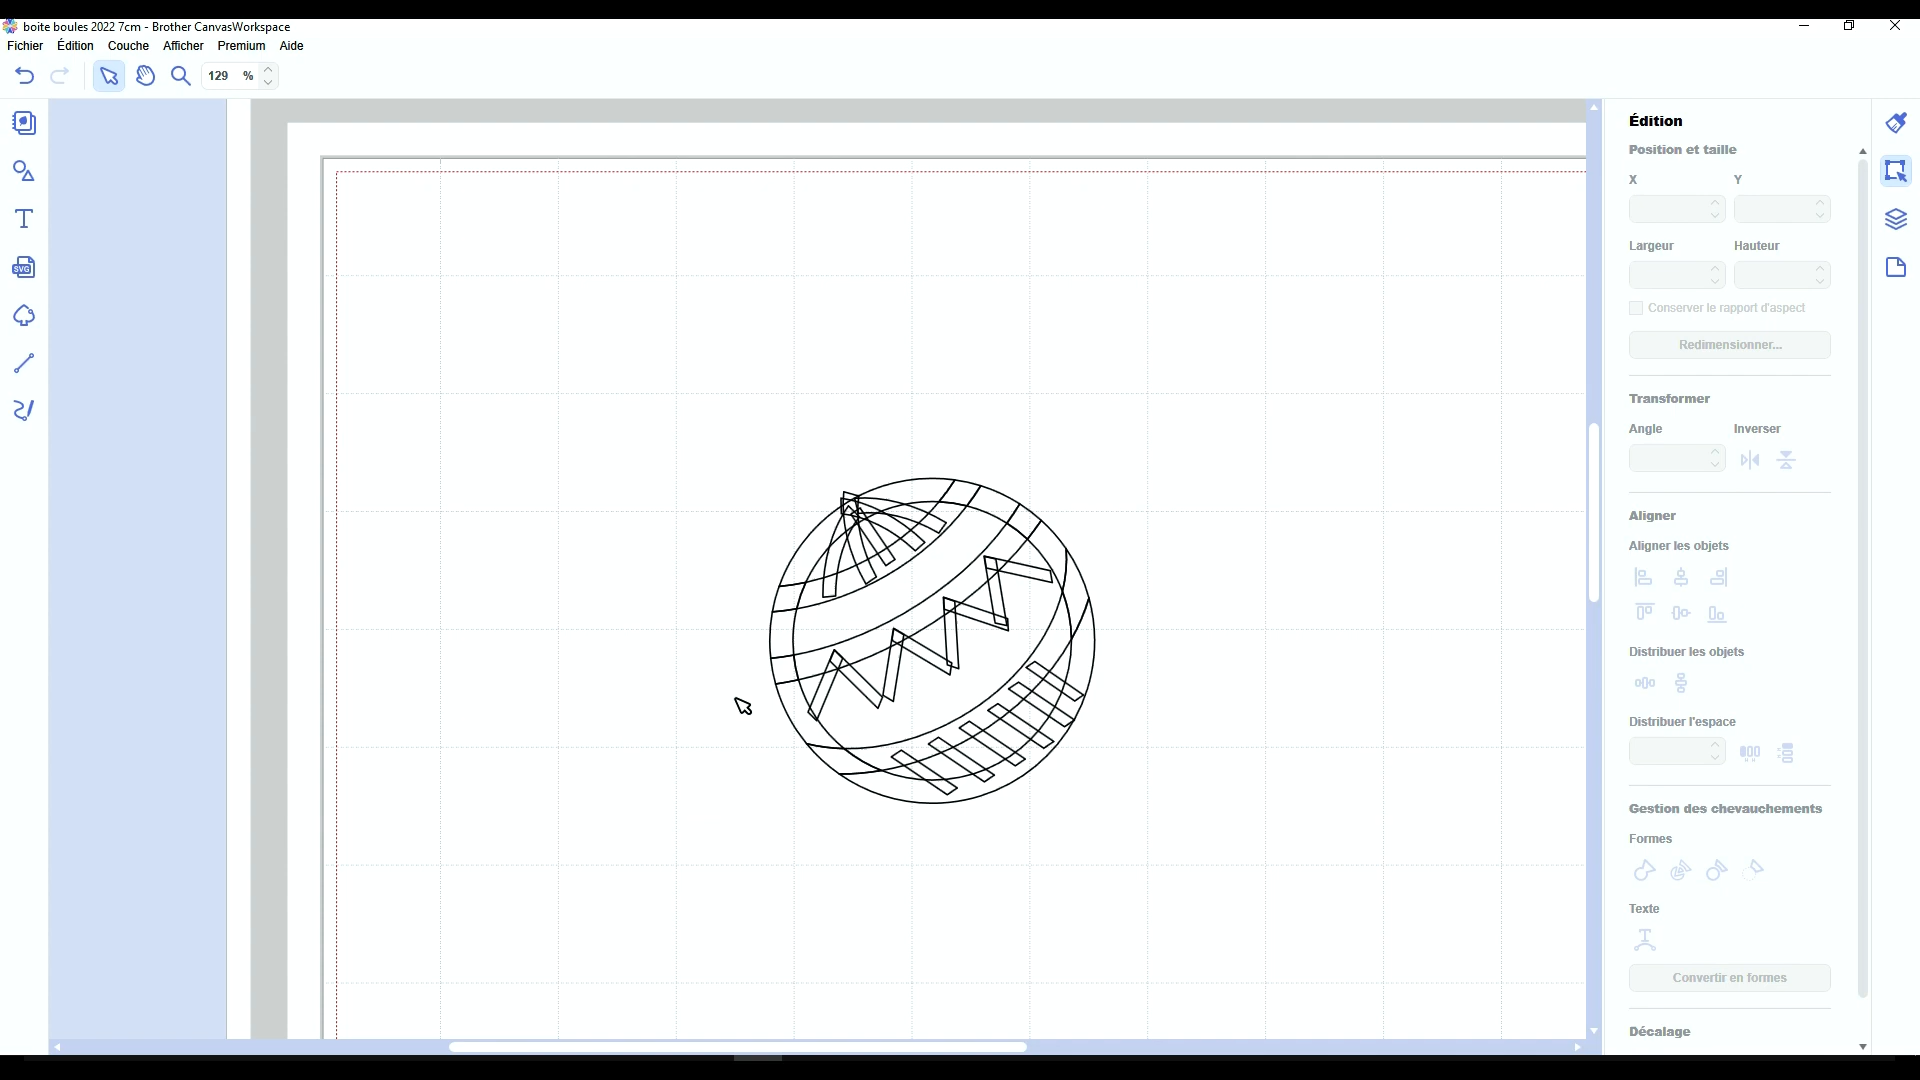 boite boules 2022 7cm - Brother CanvasWorkspace
Fichier Édition Couche Afficher Premium Aide
129 %
SVG
Édition
Position et taille
X Y
Largeur Hauteur
Conserver le rapport d'aspect
Redimensionner...
Transformer
Angle Inverser
Aligner
Aligner les objets
Distribuer les objets
Distribuer l'espace
Gestion des chevauchements
Formes
Texte
Convertir en formes
Décalage